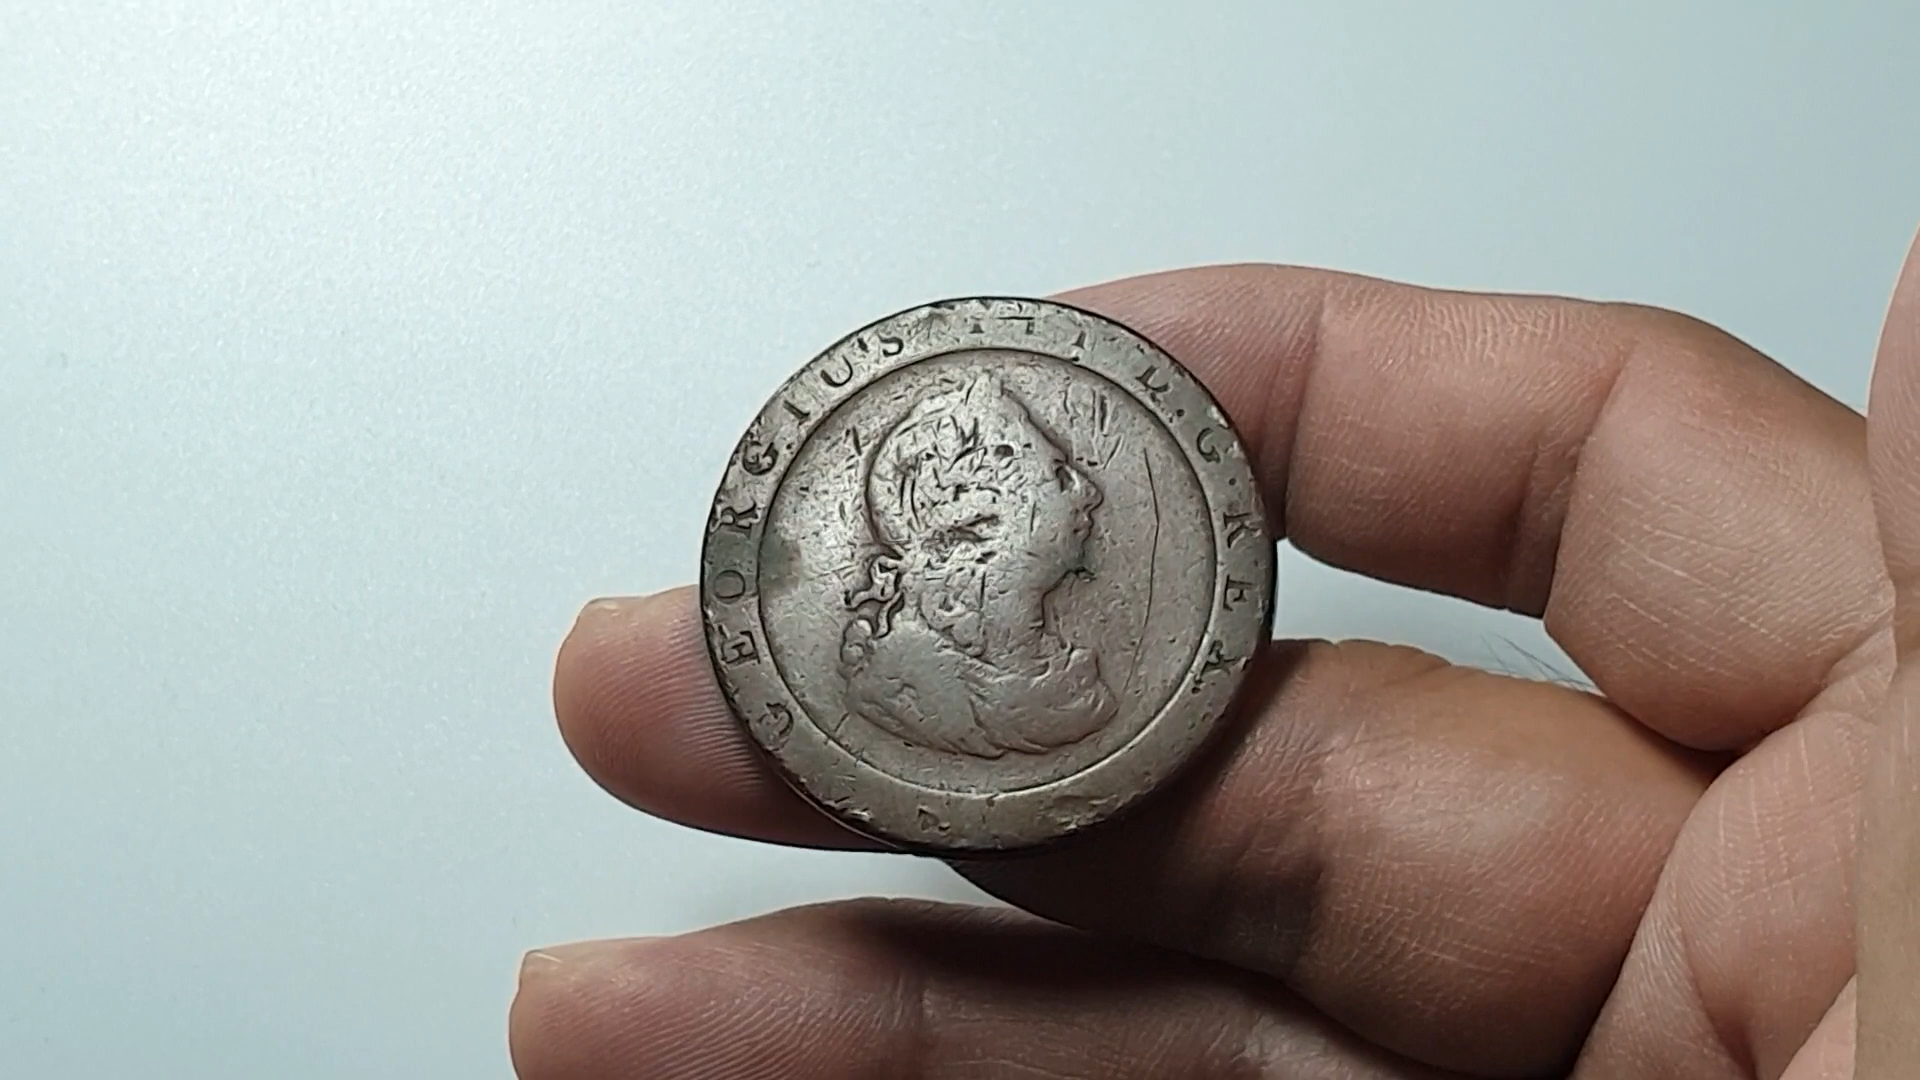 GEORGIUS III · D · G · REX